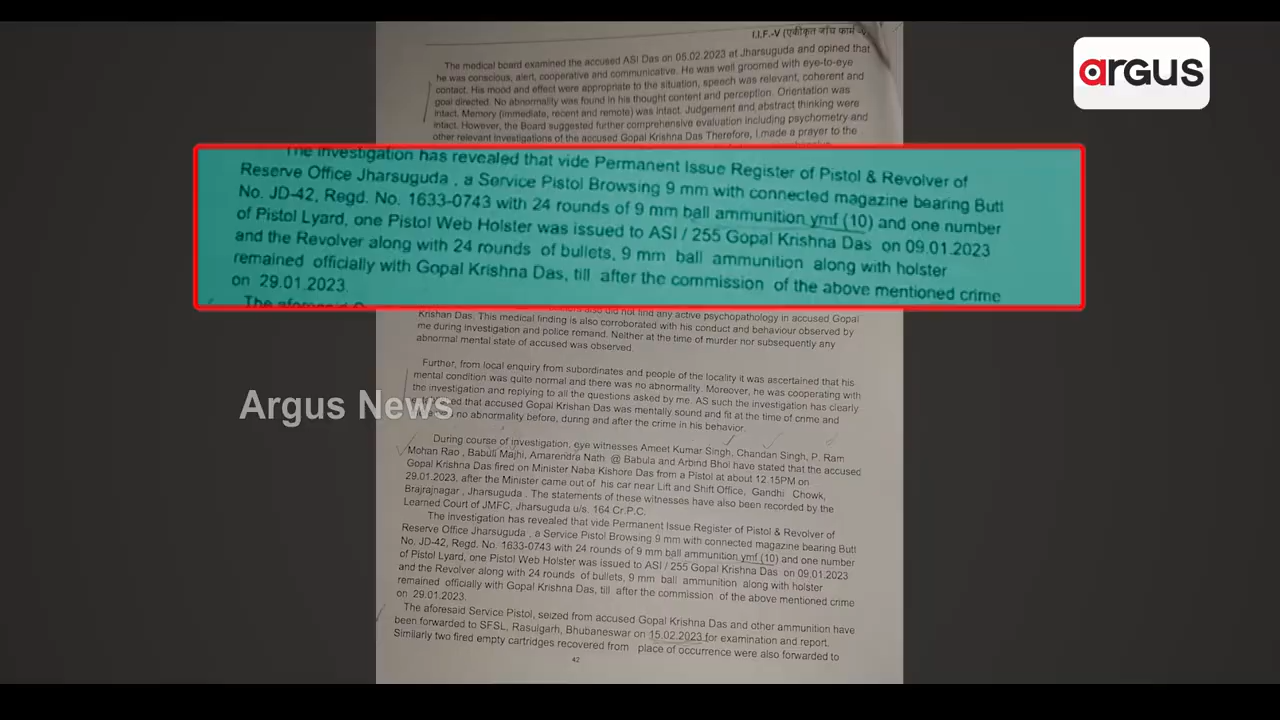 I.I.F.-V (एकीकृत जाँच फार्म
argus
The medical board examined the accused ASI Das on 05.02.2023 at Jharsuguda and opined that
he was conscious, alert, cooperative and communicative. He was well groomed with eye-to-eye
contact. His mood and effect were appropriate to the situation, speech was relevant, coherent and
goal directed. No abnormality was found in his thought content and perception. Orientation was
intact. Memory (immediate, recent and remote) was intact. Judgement and abstract thinking were
intact. However, the Board suggested further comprehensive evaluation including psychometry and
other relevant investigations of the accused Gopal Krishna Das Therefore, I made a prayer to the
The investigation has revealed that vide Permanent Issue Register of Pistol & Revolver of
Reserve Office Jharsuguda , a Service Pistol Browsing 9 mm with connected magazine bearing Butt
No. JD-42, Regd. No. 1633-0743 with 24 rounds of 9 mm ball ammunition ymf (10) and one number
of Pistol Lyard, one Pistol Web Holster was issued to ASI / 255 Gopal Krishna Das on 09.01.2023
and the Revolver along with 24 rounds of bullets, 9 mm ball ammunition along with holster
remained officially with Gopal Krishna Das, till after the commission of the above mentioned crime
on 29.01.2023.
The aforesaid
also did not find any active psychopathology in accused Gopal
Krishan Das. This medical finding is also corroborated with his conduct and behaviour observed by
me during investigation and police remand. Neither at the time of murder nor subsequently any
abnormal mental state of accused was observed.
Further, from local enquiry from subordinates and people of the locality it was ascertained that his
mental condition was quite normal and there was no abnormality. Moreover, he was cooperating with
the investigation and replying to all the questions asked by me. AS such the investigation has clearly
that accused Gopal Krishan Das was mentally sound and fit at the time of crime and
no abnormality before, during and after the crime in his behavior.
Argus News
During course of investigation, eye witnesses Ameet Kumar Singh, Chandan Singh, P. Ram
Mohan Rao , Babuli Majhi, Amarendra Nath @ Babula and Arbind Bhoi have stated that the accused
Gopal Krishna Das fired on Minister Naba Kishore Das from a Pistol at about 12.15PM on
29.01.2023, after the Minister came out of his car near Lift and Shift Office, Gandhi Chowk,
Brajrajnagar , Jharsuguda . The statements of these witnesses have also been recorded by the
Learned Court of JMFC, Jharsuguda u/s. 164 Cr.P.C.
The investigation has revealed that vide Permanent Issue Register of Pistol & Revolver of
Reserve Office Jharsuguda , a Service Pistol Browsing 9 mm with connected magazine bearing Butt
No. JD-42, Regd. No. 1633-0743 with 24 rounds of 9 mm ball ammunition ymf (10) and one number
of Pistol Lyard, one Pistol Web Holster was issued to ASI / 255 Gopal Krishna Das on 09.01.2023
and the Revolver along with 24 rounds of bullets, 9 mm ball ammunition along with holster
remained officially with Gopal Krishna Das, till after the commission of the above mentioned crime
on 29.01.2023.
The aforesaid Service Pistol, seized from accused Gopal Krishna Das and other ammunition have
been forwarded to SFSL, Rasulgarh, Bhubaneswar on 15.02.2023 for examination and report.
Similarly two fired empty cartridges recovered from place of occurrence were also forwarded to
42